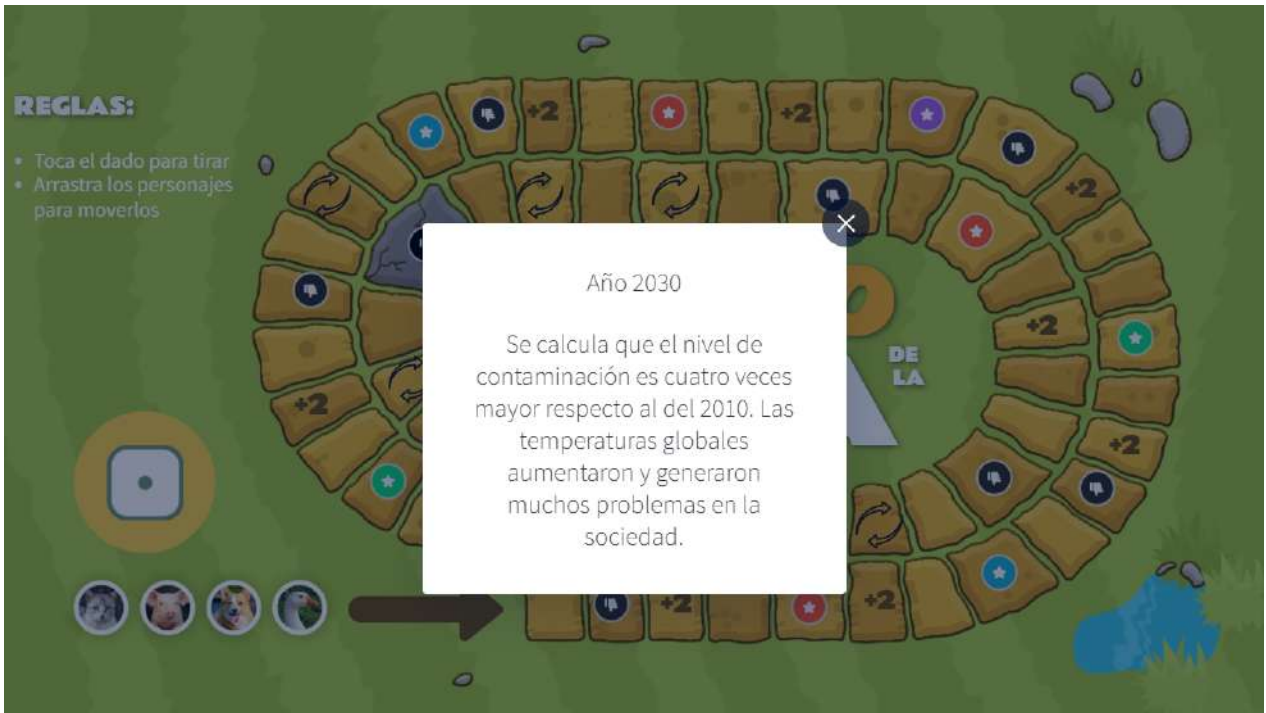 REGLAS:
• Toca el dado para tirar
• Arrastra los personajes
para moverlos
+2
+2
+2
+2
+2
+2
+2
+2
DE
LA
Año 2030
Se calcula que el nivel de
contaminación es cuatro veces
mayor respecto al del 2010. Las
temperaturas globales
aumentaron y generaron
muchos problemas en la
sociedad.